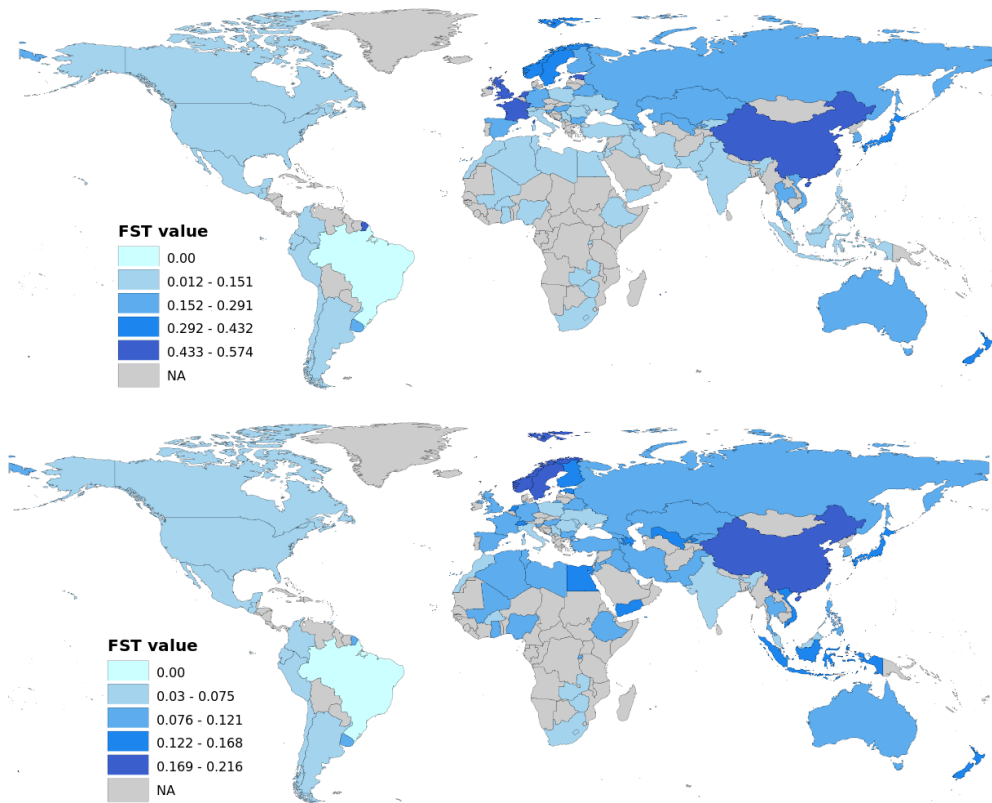 FST value
0.00
0.012 - 0.151
0.152 - 0.291
0.292 - 0.432
0.433 - 0.574
NA
FST value
0.00
0.03 - 0.075
0.076 - 0.121
0.122 - 0.168
0.169 - 0.216
NA